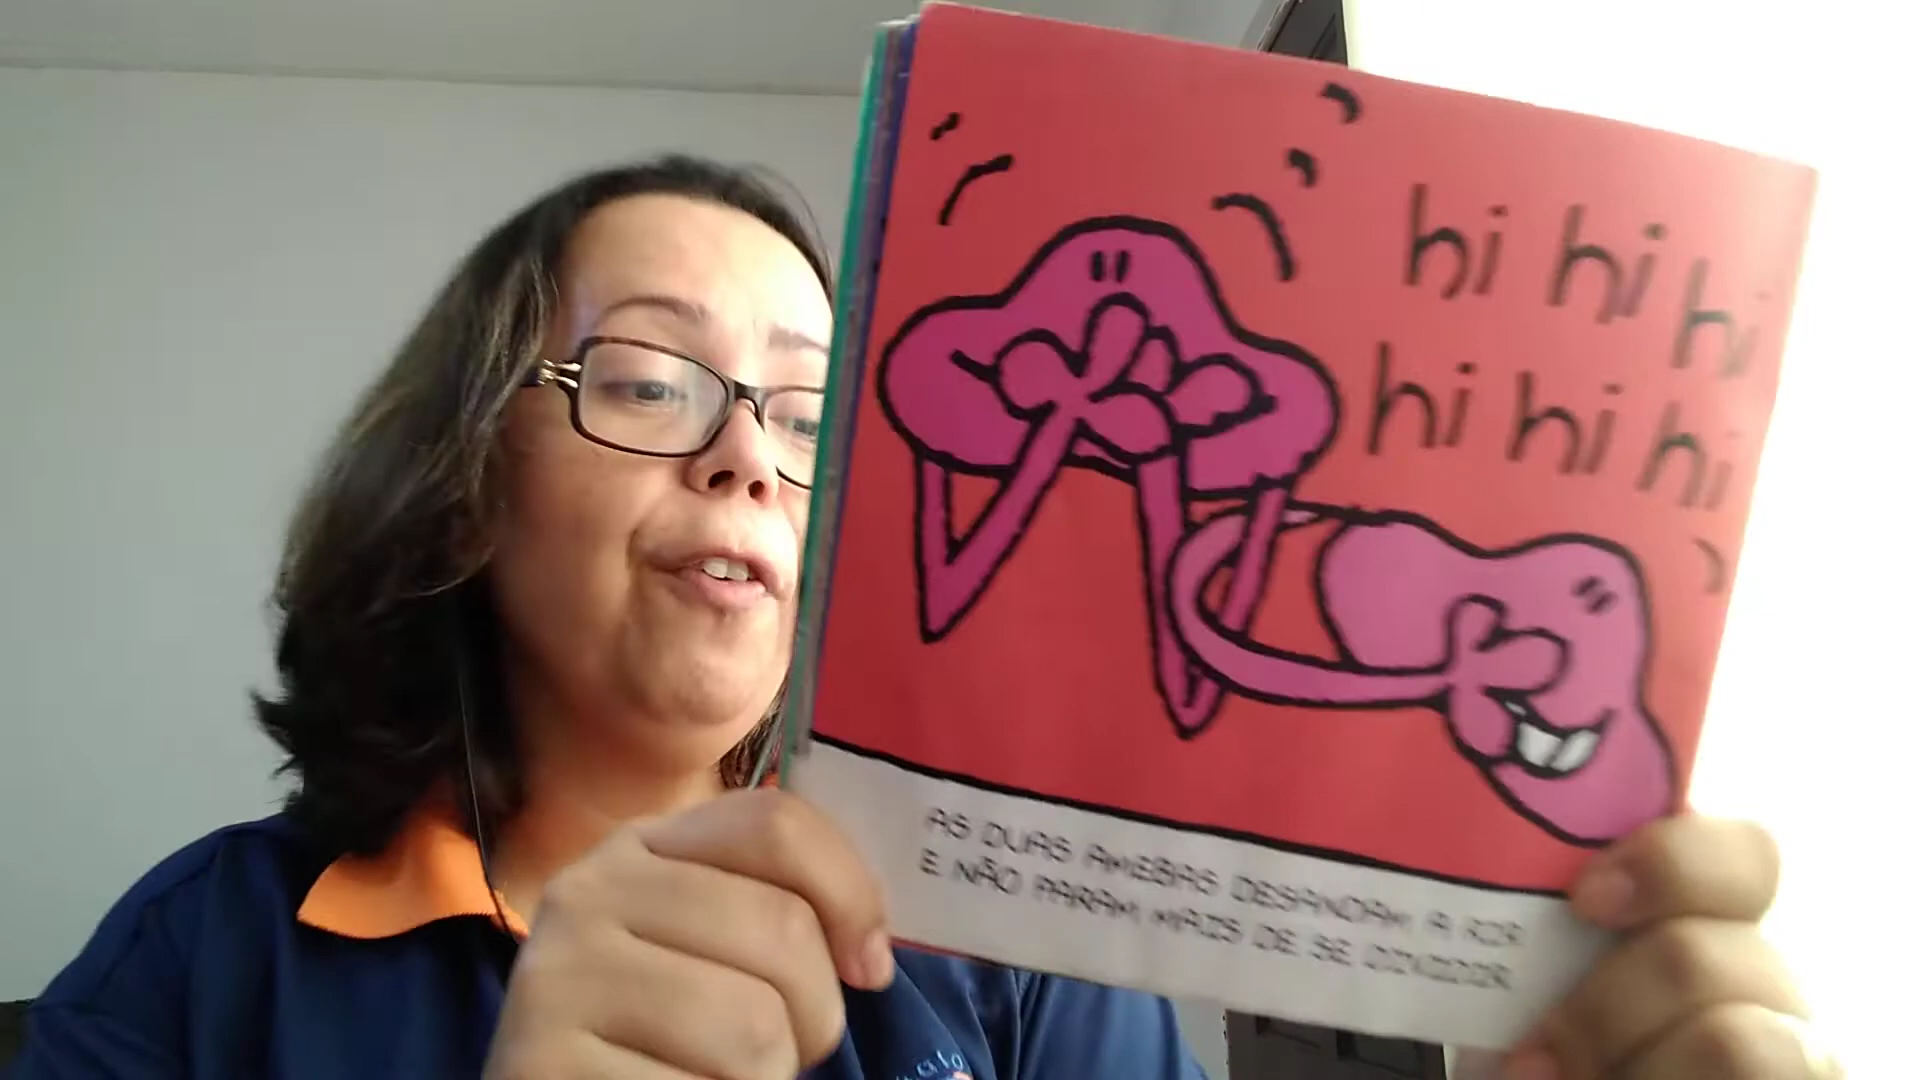 hi hi hi
hi hi hi
AS DUAS AMEBAS DESANDAM A RIR
E NÃO PARAM MAIS DE SE DIVIDIR